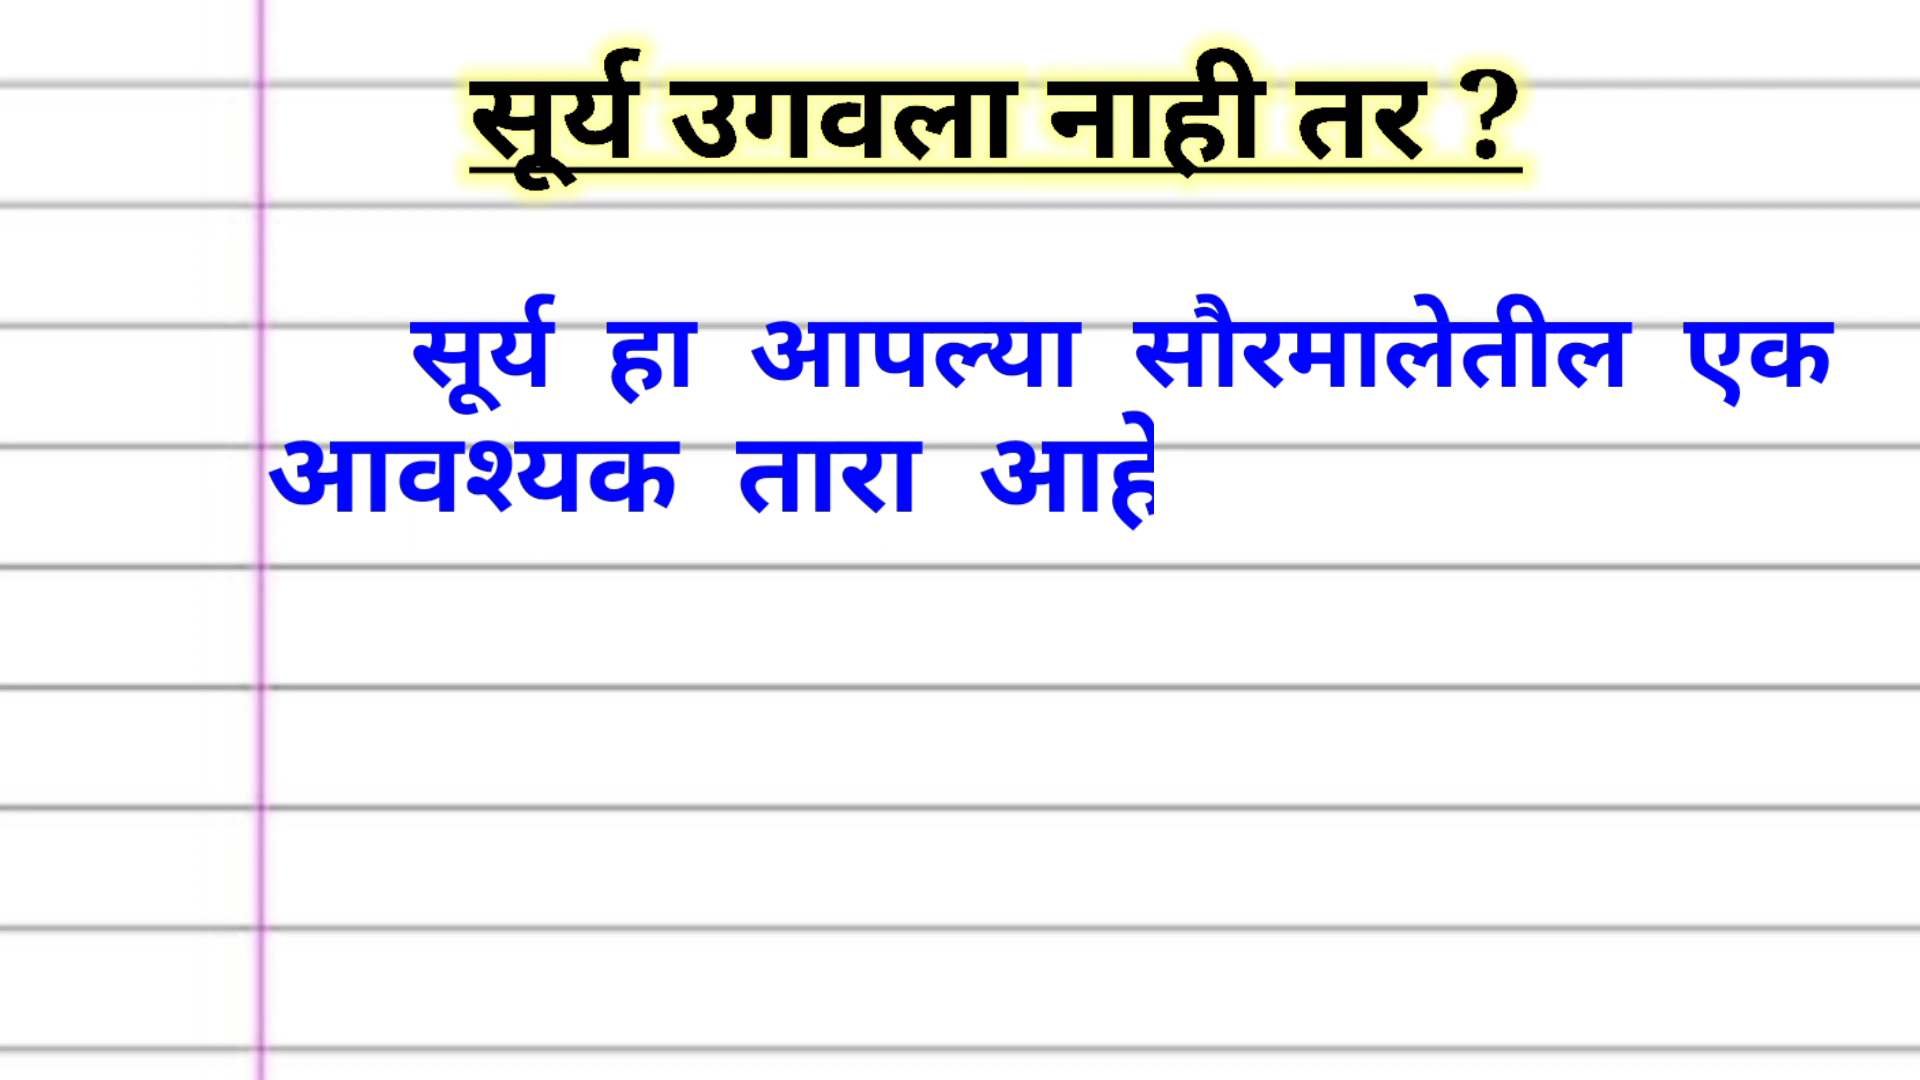 सूर्य उगवला नाही तर ?
सूर्य हा आपल्या सौरमालेतील एक
आवश्यक तारा आहे